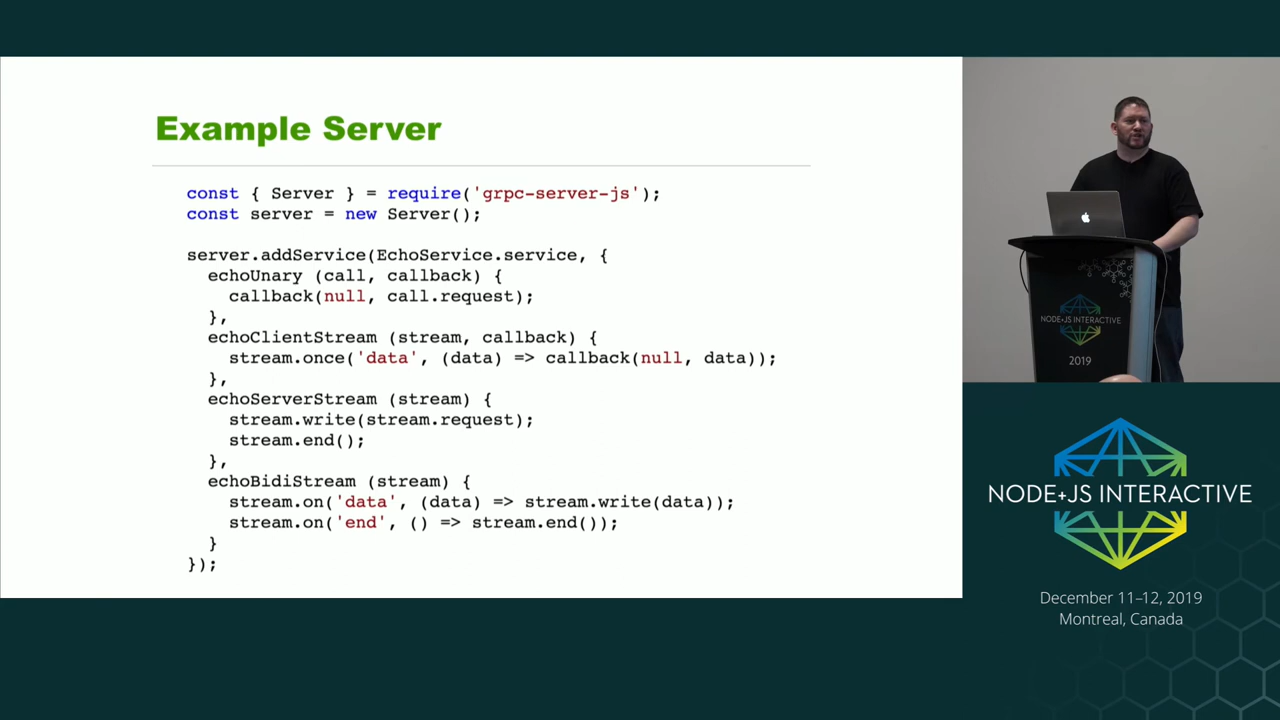 Example Server
const { Server } = require('grpc-server-js');
const server = new Server();
server.addService(EchoService.service, {
  echoUnary (call, callback) {
    callback(null, call.request);
  },
  echoClientStream (stream, callback) {
    stream.once('data', (data) => callback(null, data));
  },
  echoServerStream (stream) {
    stream.write(stream.request);
    stream.end();
  },
  echoBidiStream (stream) {
    stream.on('data', (data) => stream.write(data));
    stream.on('end', () => stream.end());
  }
});
NODE+JS INTERACTIVE
2019
NODE+JS INTERACTIVE
December 11–12, 2019
Montreal, Canada